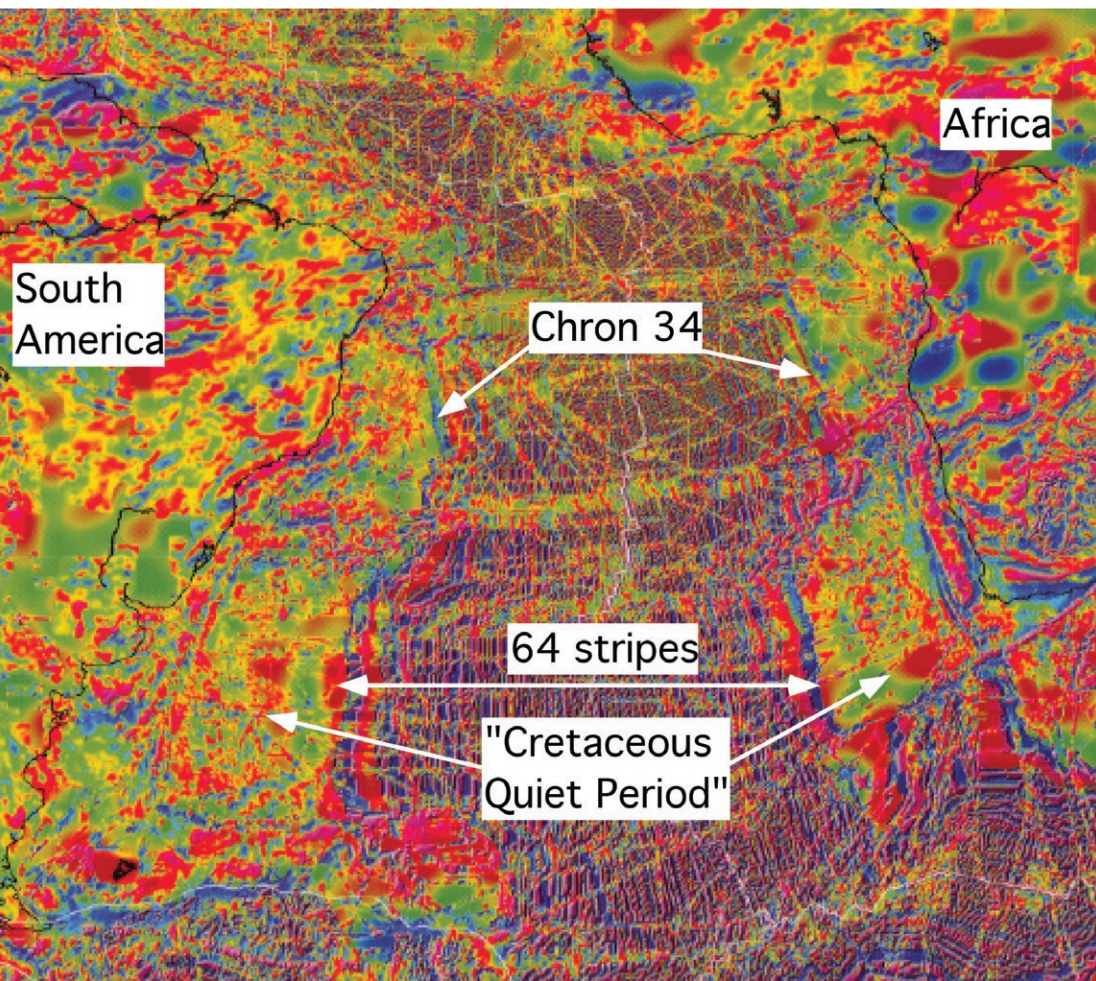 Africa
South
America
Chron 34
64 stripes
"Cretaceous
Quiet Period"